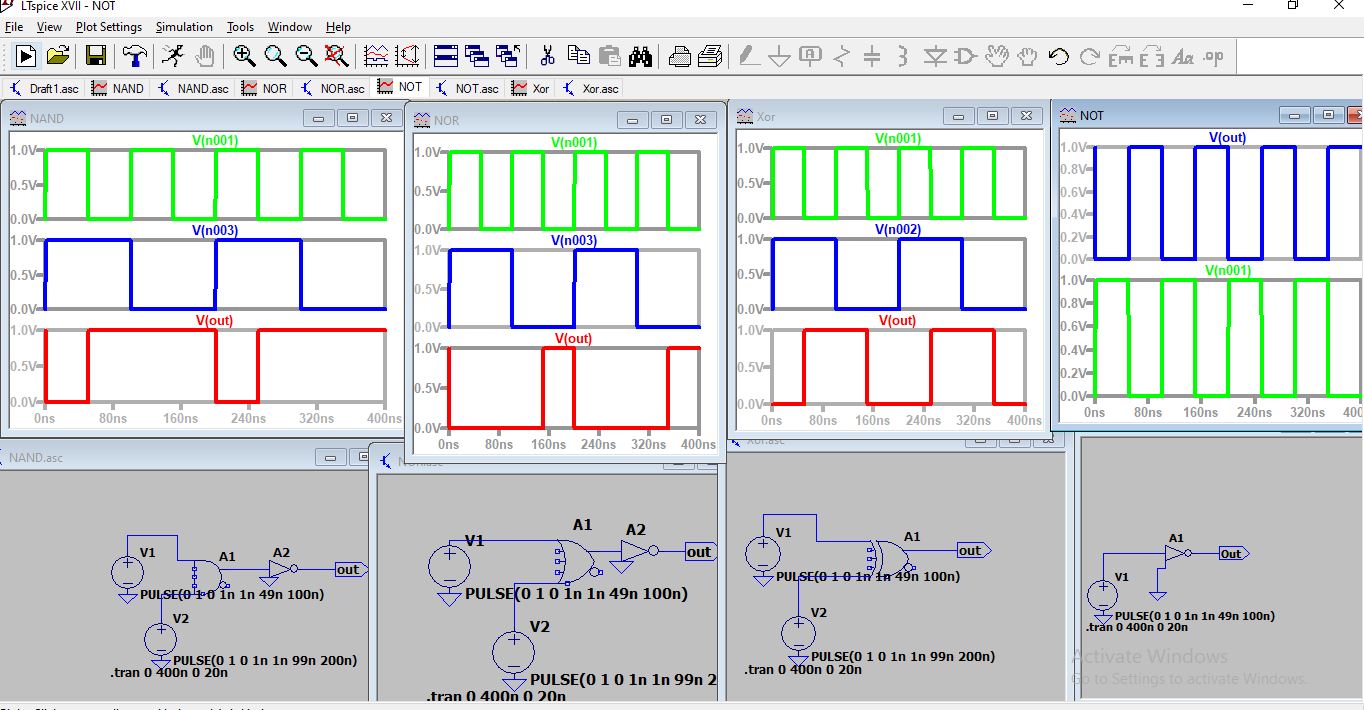 LTspice XVII - NOT
File View Plot Settings Simulation Tools Window Help
Draft1.asc NAND NAND.asc NOR NOR.asc NOT NOT.asc Xor Xor.asc
NAND
V(n001)
1.0V
0.5V
0.0V
V(n003)
1.0V
0.5V
0.0V
V(out)
1.0V
0.5V
0.0V
0ns 80ns 160ns 240ns 320ns 400ns
NOR
V(n001)
1.0V
0.5V
0.0V
V(n003)
1.0V
0.5V
0.0V
V(out)
1.0V
0.5V
0.0V
0ns 80ns 160ns 240ns 320ns 400ns
Xor
V(n001)
1.0V
0.5V
0.0V
V(n002)
1.0V
0.5V
0.0V
V(out)
1.0V
0.5V
0.0V
0ns 80ns 160ns 240ns 320ns 400ns
NOT
V(out)
1.0V
0.8V
0.6V
0.4V
0.2V
0.0V
V(n001)
1.0V
0.8V
0.6V
0.4V
0.2V
0.0V
0ns 80ns 160ns 240ns 320ns 400
NAND.asc
V1
A1
A2
out
PULSE(0 1 0 1n 1n 49n 100n)
V2
PULSE(0 1 0 1n 1n 99n 200n)
.tran 0 400n 0 20n
V1
A1
A2
out
PULSE(0 1 0 1n 1n 49n 100n)
V2
PULSE(0 1 0 1n 1n 99n 2
.tran 0 400n 0 20n
Xor.asc
V1
A1
out
PULSE(0 1 0 1n 1n 49n 100n)
V2
PULSE(0 1 0 1n 1n 99n 200n)
.tran 0 400n 0 20n
A1
Out
V1
PULSE(0 1 0 1n 1n 49n 100n)
.tran 0 400n 0 20n
Activate Windows
Go to Settings to activate Windows.